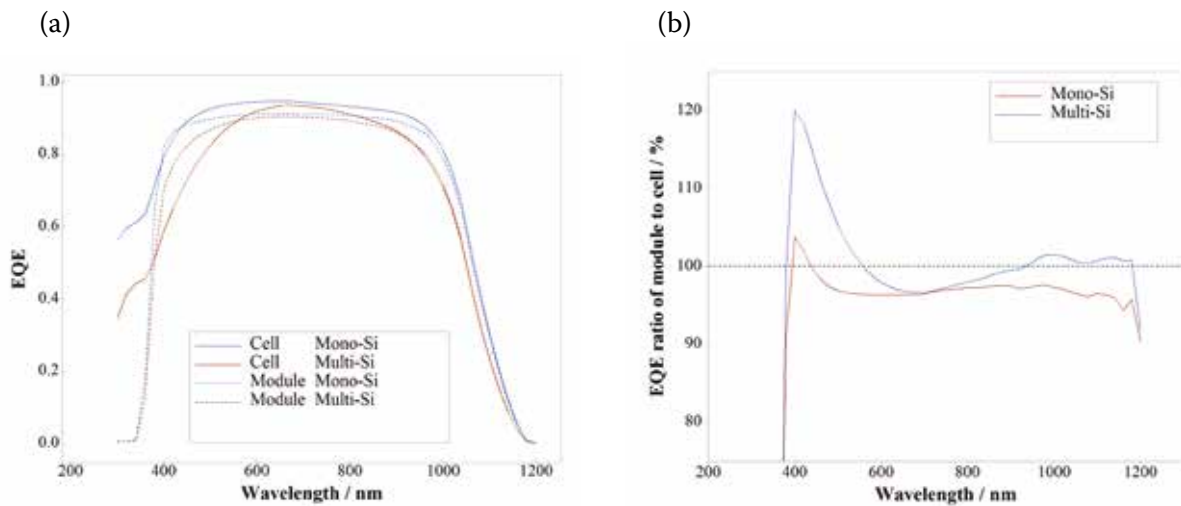 (a)
1.0
0.8
0.6
0.4
0.2
0.0
EQE
Cell Mono-Si
Cell Multi-Si
Module Mono-Si
Module Multi-Si
200 400 600 800 1000 1200
Wavelength / nm
(b)
120
110
100
90
80
EQE ratio of module to cell / %
Mono-Si
Multi-Si
200 400 600 800 1000 1200
Wavelength / nm